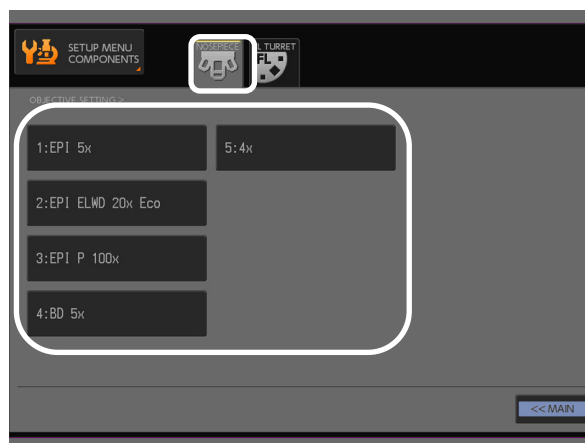 SETUP MENU
COMPONENTS
NOSEPIECE
L TURRET
FL
OBJECTIVE SETTING >
1:EPI 5x
5:4x
2:EPI ELWD 20x Eco
3:EPI P 100x
4:BD 5x
<< MAIN